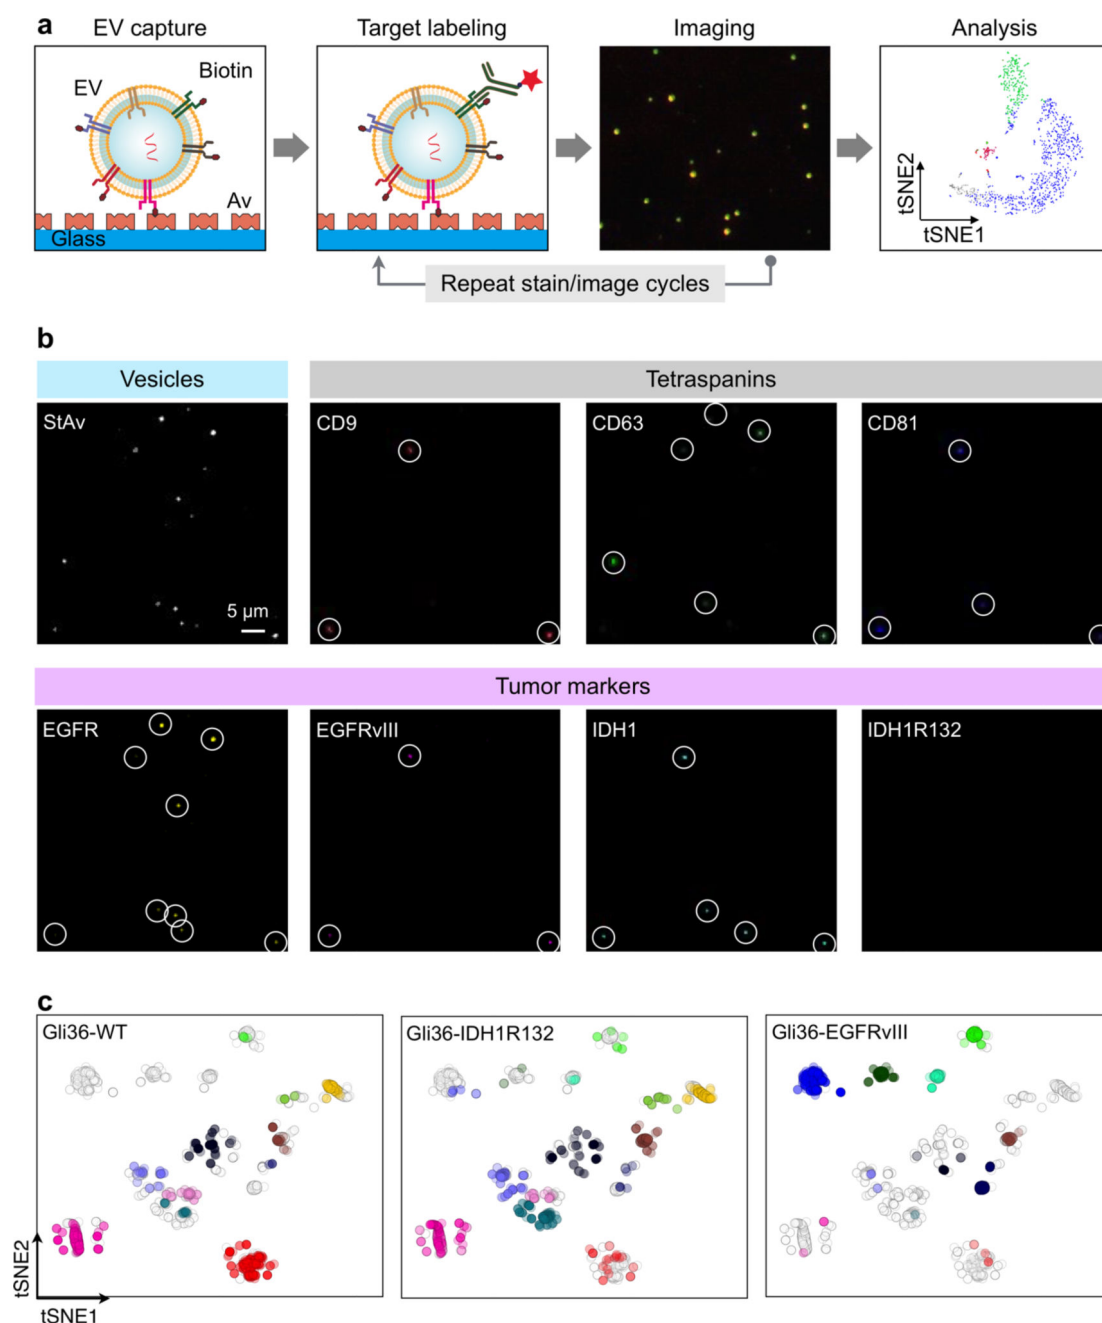 a
EV capture
Target labeling
Imaging
Analysis
EV
Biotin
Av
Glass
tSNE2
tSNE1
Repeat stain/image cycles
b
Vesicles
Tetraspanins
StAv
CD9
CD63
CD81
5 µm
Tumor markers
EGFR
EGFRvIII
IDH1
IDH1R132
c
Gli36-WT
Gli36-IDH1R132
Gli36-EGFRvIII
tSNE2
tSNE1